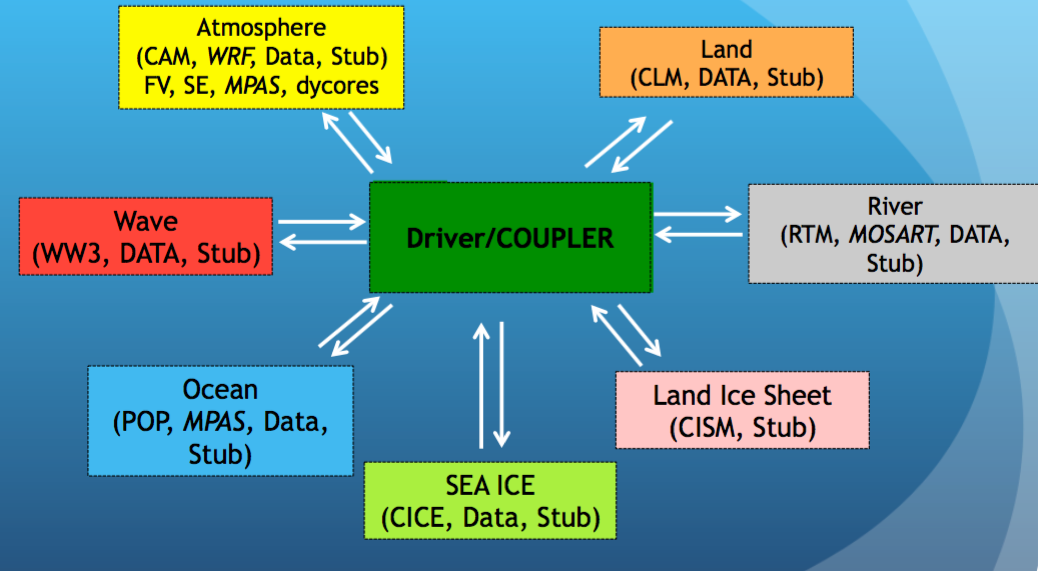 Atmosphere
(CAM, WRF, Data, Stub)
FV, SE, MPAS, dycores
Land
(CLM, DATA, Stub)
Wave
(WW3, DATA, Stub)
Driver/COUPLER
River
(RTM, MOSART, DATA,
Stub)
Ocean
(POP, MPAS, Data,
Stub)
Land Ice Sheet
(CISM, Stub)
SEA ICE
(CICE, Data, Stub)